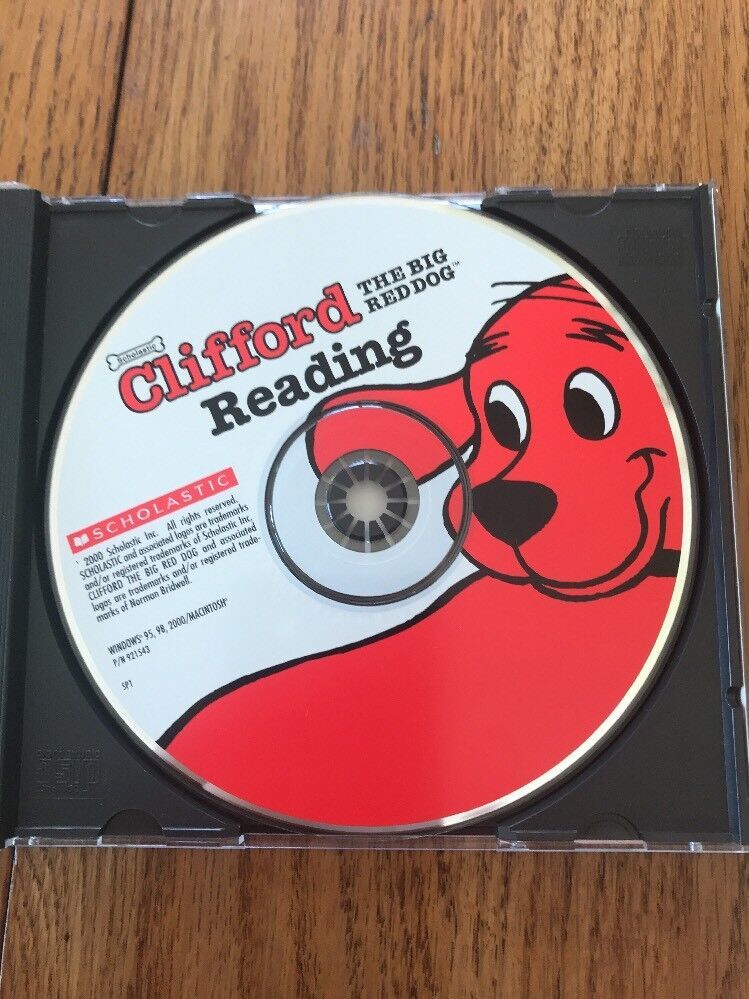 Scholastic
Clifford
THE BIG
RED DOG™
Reading
SCHOLASTIC
2000 Scholastic Inc. All rights reserved.
SCHOLASTIC and associated logos are trademarks
and/or registered trademarks of Scholastic Inc.
CLIFFORD THE BIG RED DOG and associated
logos are trademarks and/or registered trade-
marks of Norman Bridwell.
WINDOWS® 95, 98, 2000/MACINTOSH®
P/N 921543
SP1